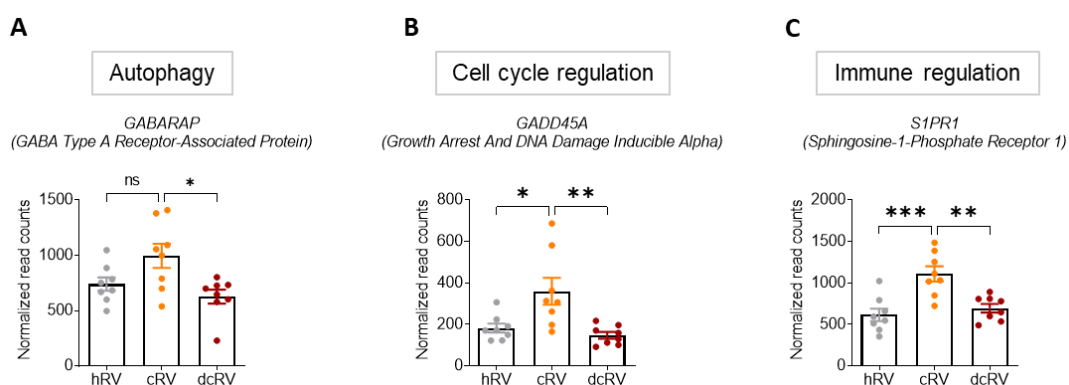 A
Autophagy
GABARAP
(GABA Type A Receptor-Associated Protein)
ns
*
Normalized read counts
1500
1000
500
0
hRV cRV dcRV
B
Cell cycle regulation
GADD45A
(Growth Arrest And DNA Damage Inducible Alpha)
*
**
Normalized read counts
800
600
400
200
0
hRV cRV dcRV
C
Immune regulation
S1PR1
(Sphingosine-1-Phosphate Receptor 1)
***
**
Normalized read counts
2000
1500
1000
500
0
hRV cRV dcRV